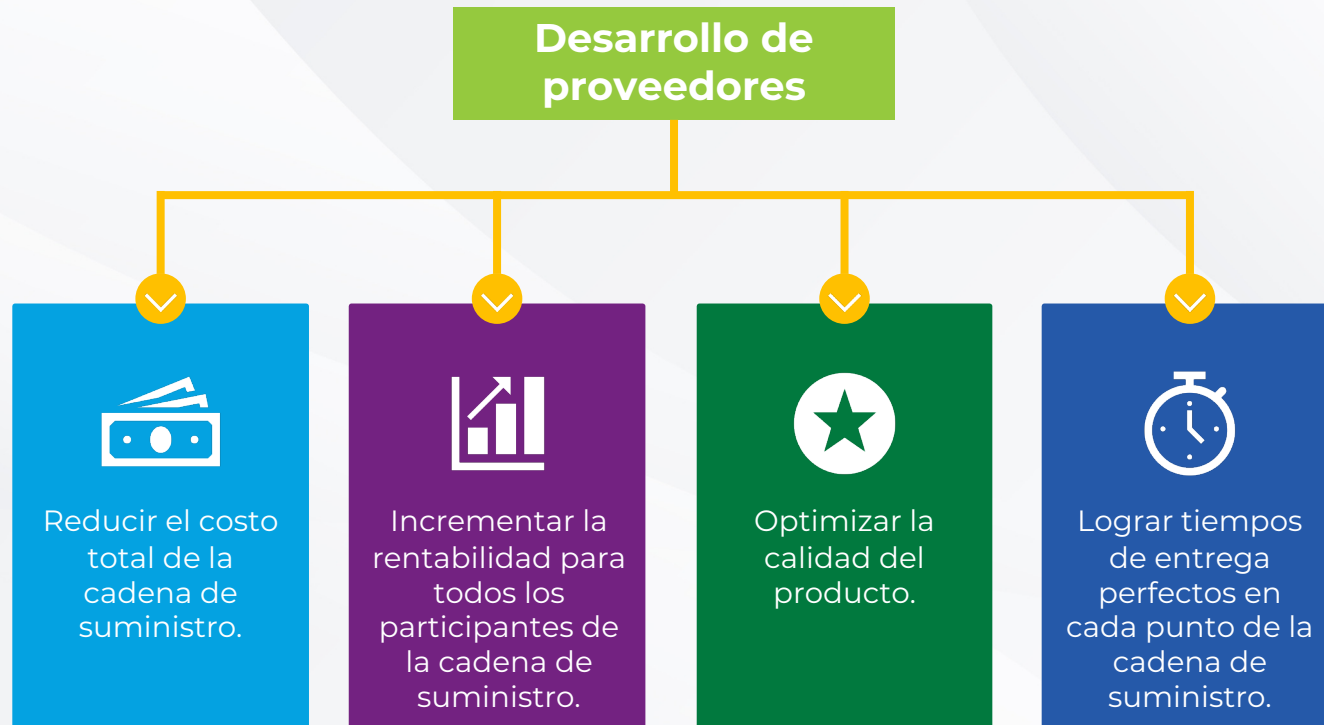 Desarrollo de
proveedores
Reducir el costo
total de la
cadena de
suministro.
Incrementar la
rentabilidad para
todos los
participantes de
la cadena de
suministro.
Optimizar la
calidad del
producto.
Lograr tiempos
de entrega
perfectos en
cada punto de la
cadena de
suministro.